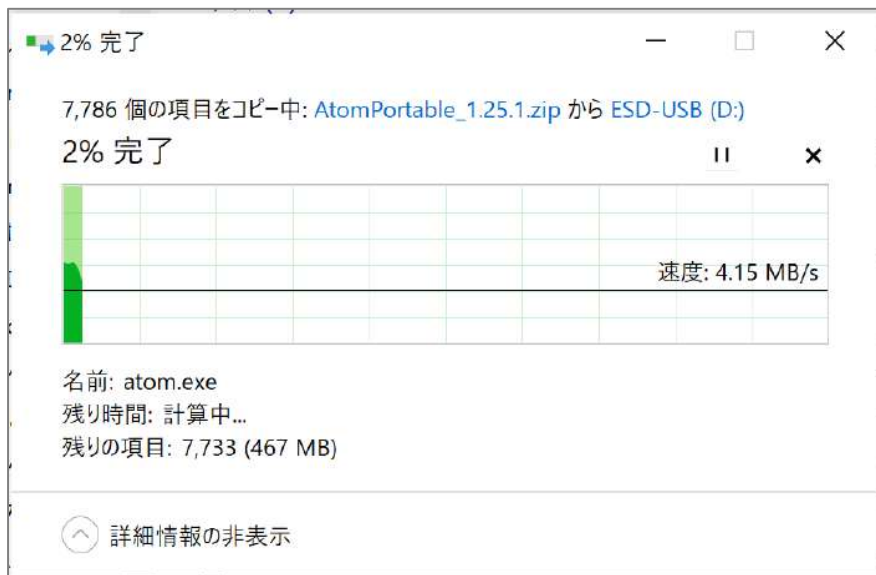 2% 完了
7,786 個の項目をコピー中: AtomPortable_1.25.1.zip から ESD-USB (D:)
2% 完了
速度: 4.15 MB/s
名前: atom.exe
残り時間: 計算中...
残りの項目: 7,733 (467 MB)
詳細情報の非表示